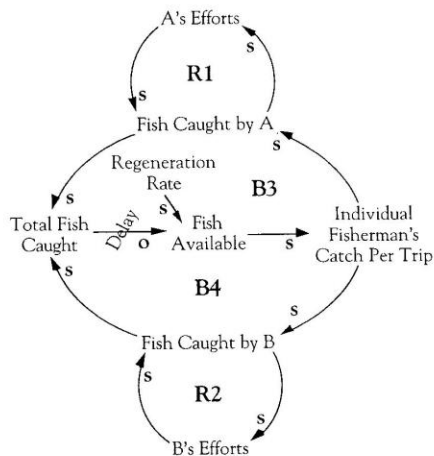 A's Efforts
s
R1
s
Fish Caught by A
s
Regeneration
Rate
B3
s
s
Total Fish
Caught
Delay
o
Fish
Available
s
Individual
Fisherman's
Catch Per Trip
s
B4
s
Fish Caught by B
s
R2
s
B's Efforts